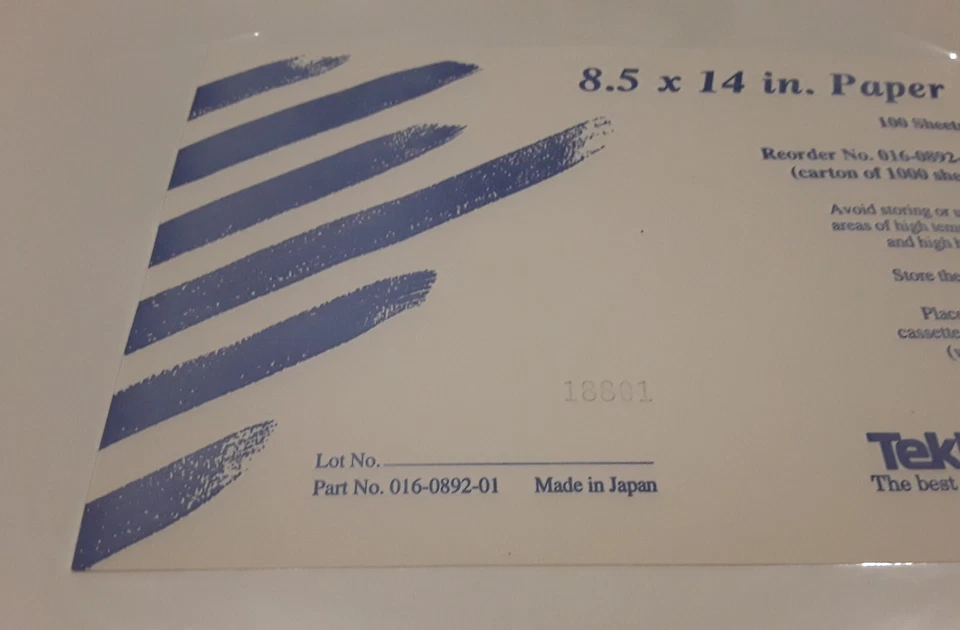 8.5 x 14 in. Paper
100 Sheets
Reorder No. 016-0892-
(carton of 1000 she
Avoid storing or u
areas of high tem
and high h
Store the
Place
cassette
(
18801
Lot No.
Part No. 016-0892-01 Made in Japan
Tek
The best